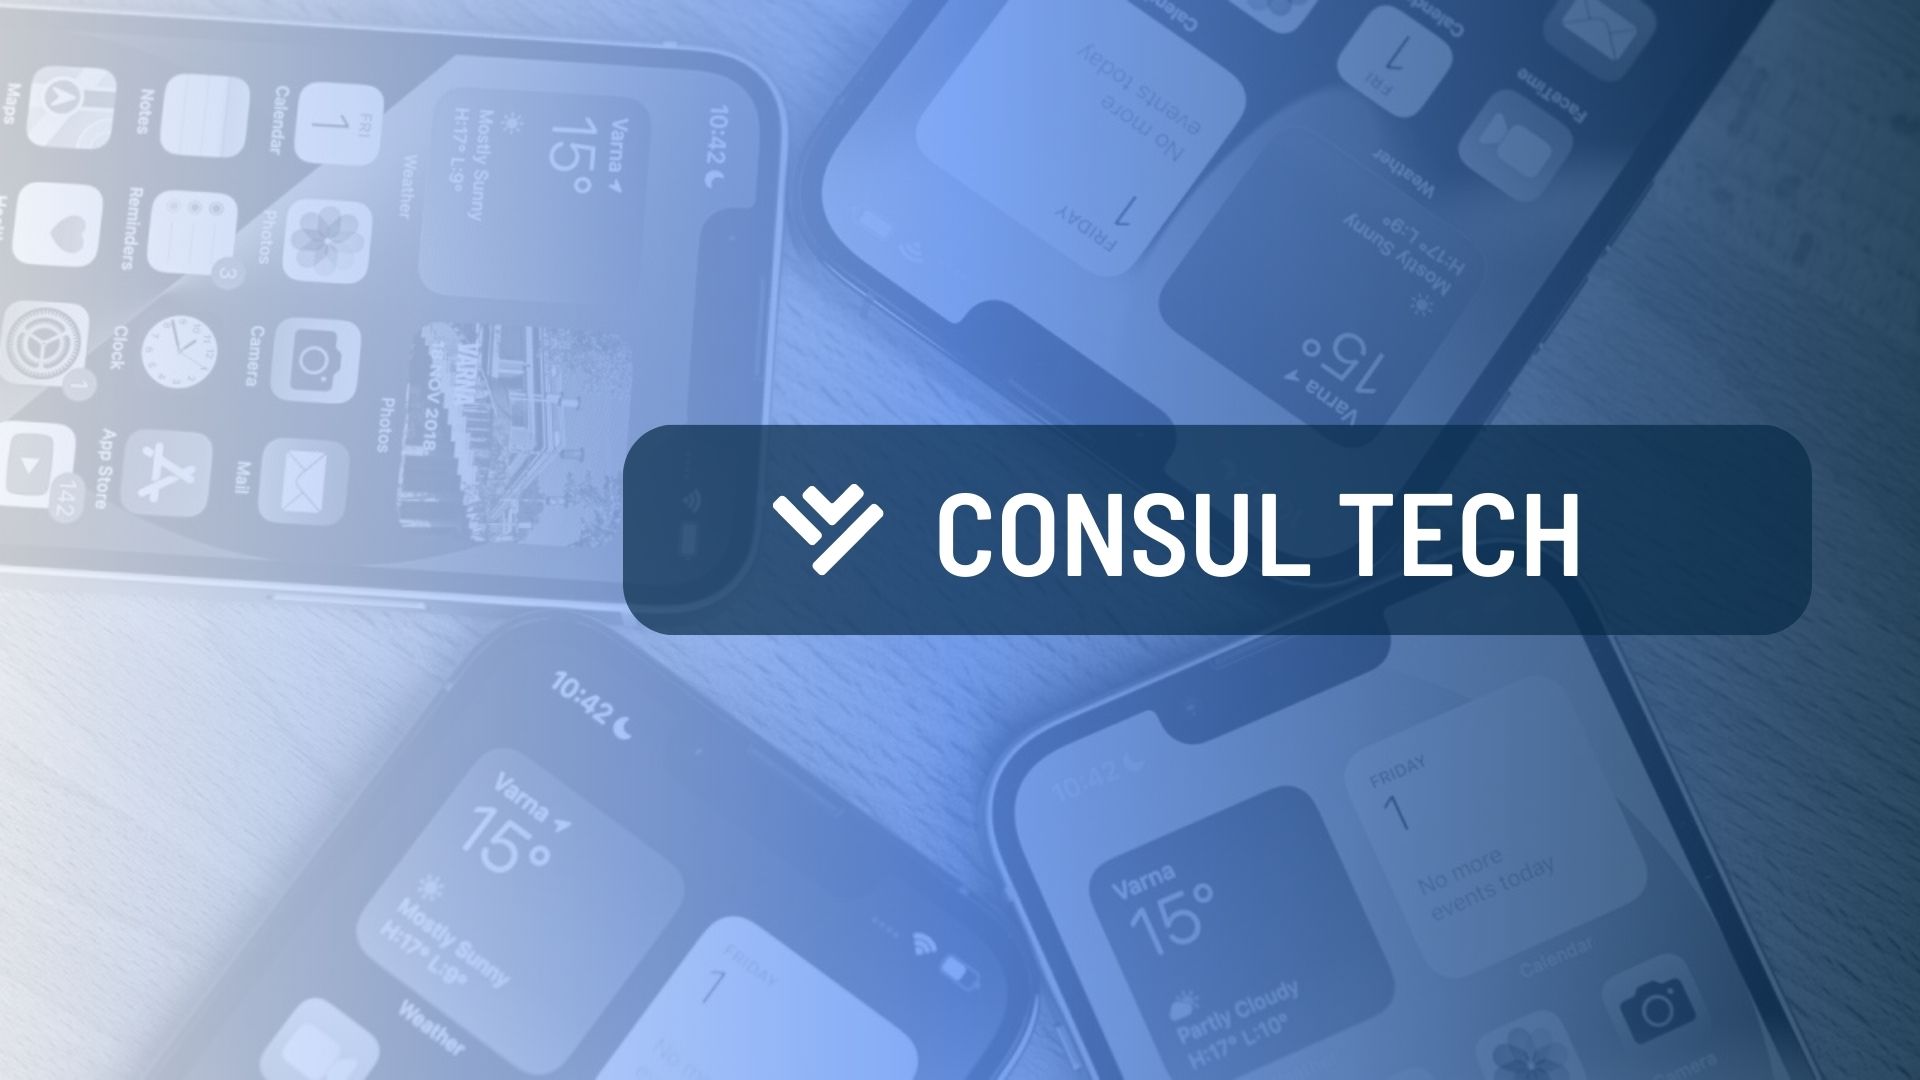 CONSUL TECH
10:42
Varna
15°
Mostly Sunny
H:17° L:9°
Weather
VARNA
18 NOV 2018
Photos
FRI
1
Calendar
Photos
Camera
Mail
Notes
Reminders
3
Clock
App Store
Maps
1
142
Calendar
Calendar
FRI
1
FaceTime
No more
events today
FRIDAY
1
Weather
Varna
15°
Mostly Sunny
H:17° L:9°
10:42
Varna
15°
Mostly Sunny
H:17° L:9°
Weather
FRIDAY
1
10:42
Varna
15°
Partly Cloudy
H:17° L:10°
FRIDAY
1
No more
events today
Calendar
Camera